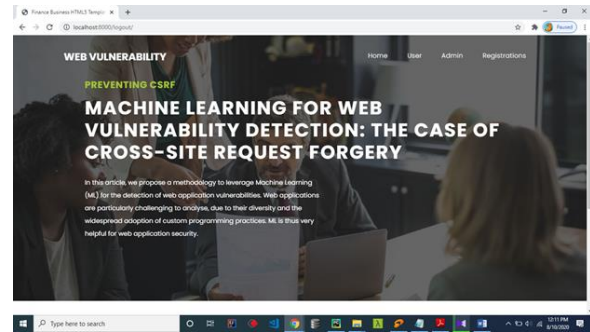 Finance Business HTML5 Templa
Paused
localhost:8000/logout/
WEB VULNERABILITY
Home User Admin Registrations
PREVENTING CSRF
MACHINE LEARNING FOR WEB
VULNERABILITY DETECTION: THE CASE OF
CROSS-SITE REQUEST FORGERY
In this article, we propose a methodology to leverage Machine Learning
(ML) for the detection of web application vulnerabilities. Web applications
are particularly challenging to analyse, due to their diversity and the
widespread adoption of custom programming practices. ML is thus very
helpful for web application security.
Type here to search
12:11 PM
8/10/2020